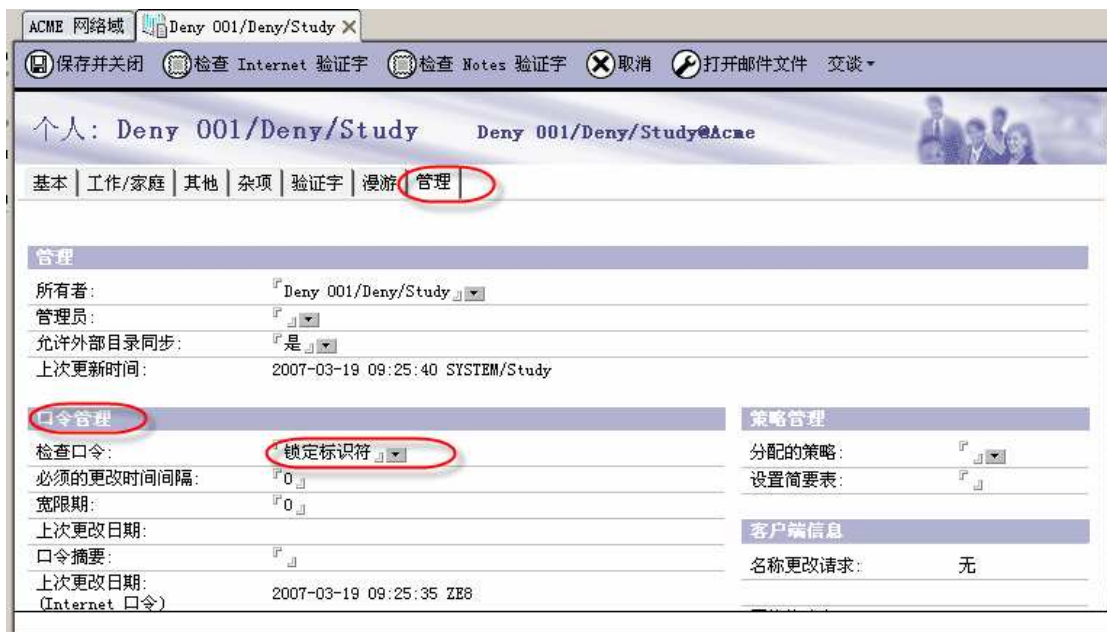 ACME 网络域 Deny 001/Deny/Study
保存并关闭 检查 Internet 验证字 检查 Notes 验证字 取消 打开邮件文件 交谈
个人: Deny 001/Deny/Study Deny 001/Deny/Study@Acme
基本 工作/家庭 其他 杂项 验证字 漫游 管理
管理
所有者: Deny 001/Deny/Study
管理员:
允许外部目录同步: 是
上次更新时间: 2007-03-19 09:25:40 SYSTEM/Study
口令管理 策略管理
检查口令: 锁定标识符 分配的策略:
必须的更改时间间隔: 0 设置简要表:
宽限期: 0
上次更改日期: 客户端信息
口令摘要: 名称更改请求: 无
上次更改日期:
(Internet 口令) 2007-03-19 09:25:35 ZE8